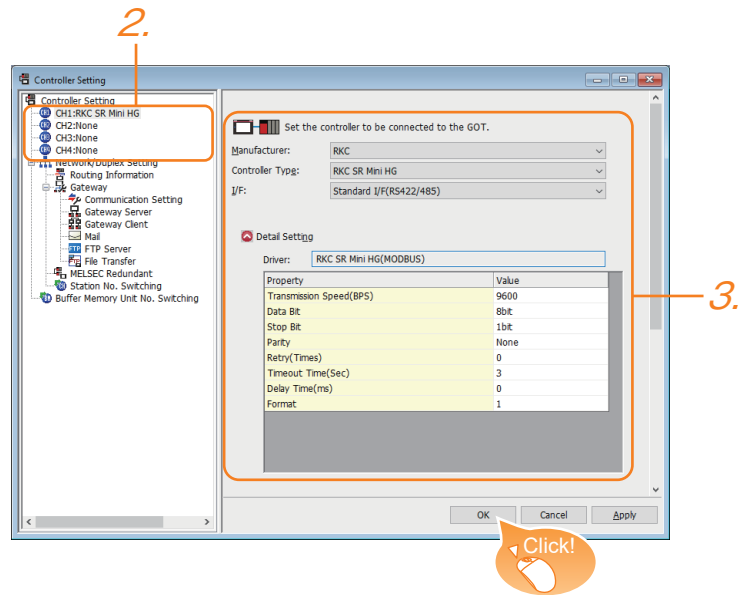 2.
Controller Setting
Controller Setting
CH1:RKC SR Mini HG
CH2:None
CH3:None
CH4:None
Network/Duplex Setting
Routing Information
Gateway
Communication Setting
Gateway Server
Gateway Client
Mail
FTP Server
File Transfer
MELSEC Redundant
Station No. Switching
Buffer Memory Unit No. Switching
Set the controller to be connected to the GOT.
Manufacturer: RKC
Controller Type: RKC SR Mini HG
I/F: Standard I/F(RS422/485)
Detail Setting
Driver: RKC SR Mini HG(MODBUS)
Property Value
Transmission Speed(BPS) 9600
Data Bit 8bit
Stop Bit 1bit
Parity None
Retry(Times) 0
Timeout Time(Sec) 3
Delay Time(ms) 0
Format 1
3.
OK Cancel Apply
Click!